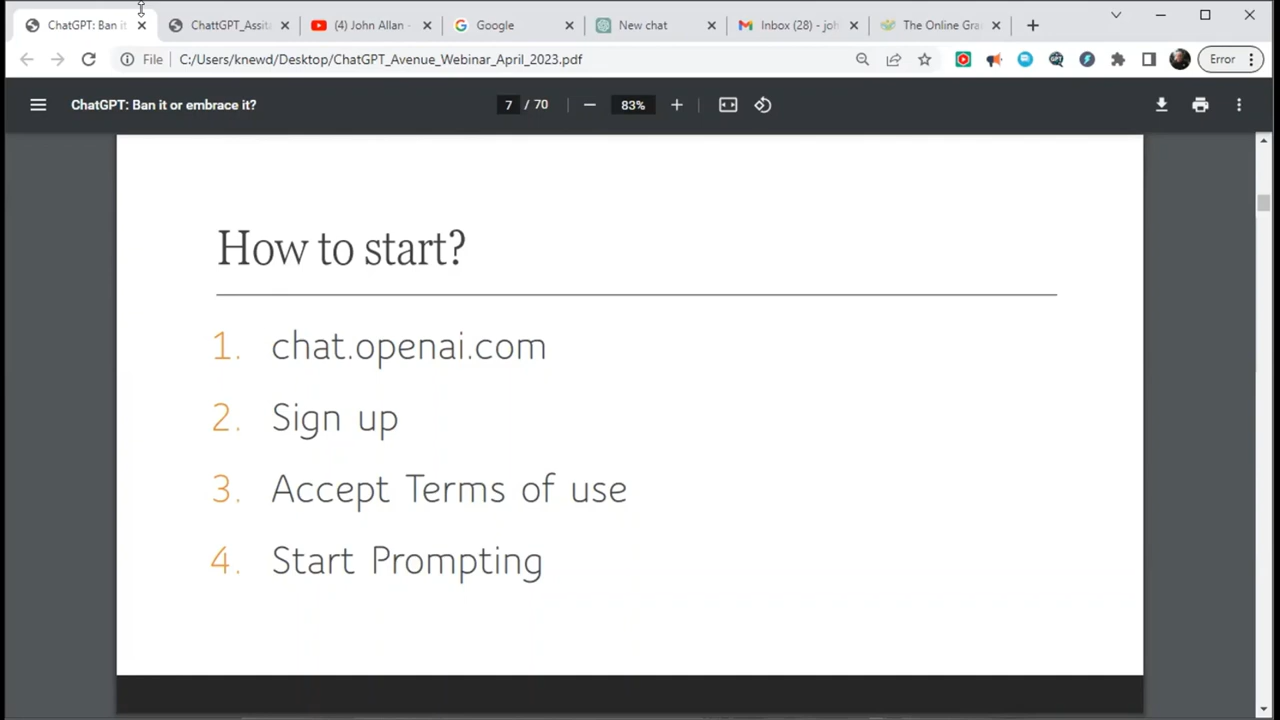 ChatGPT: Ban it
ChattGPT_Assita
(4) John Allan -
Google
New chat
Inbox (28) - joh
The Online Gra
File
C:/Users/knewd/Desktop/ChatGPT_Avenue_Webinar_April_2023.pdf
Error
ChatGPT: Ban it or embrace it?
7 / 70
83%
How to start?
1. chat.openai.com
2. Sign up
3. Accept Terms of use
4. Start Prompting